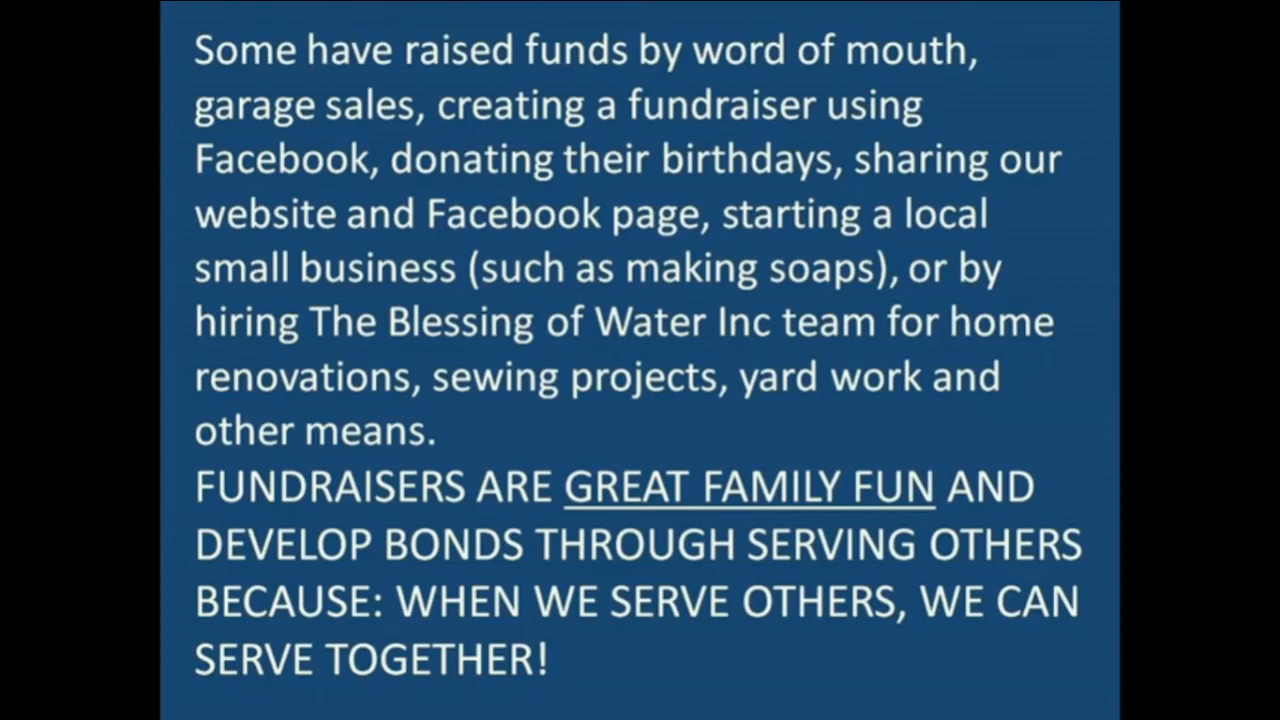 Some have raised funds by word of mouth,
garage sales, creating a fundraiser using
Facebook, donating their birthdays, sharing our
website and Facebook page, starting a local
small business (such as making soaps), or by
hiring The Blessing of Water Inc team for home
renovations, sewing projects, yard work and
other means.
FUNDRAISERS ARE GREAT FAMILY FUN AND
DEVELOP BONDS THROUGH SERVING OTHERS
BECAUSE: WHEN WE SERVE OTHERS, WE CAN
SERVE TOGETHER!